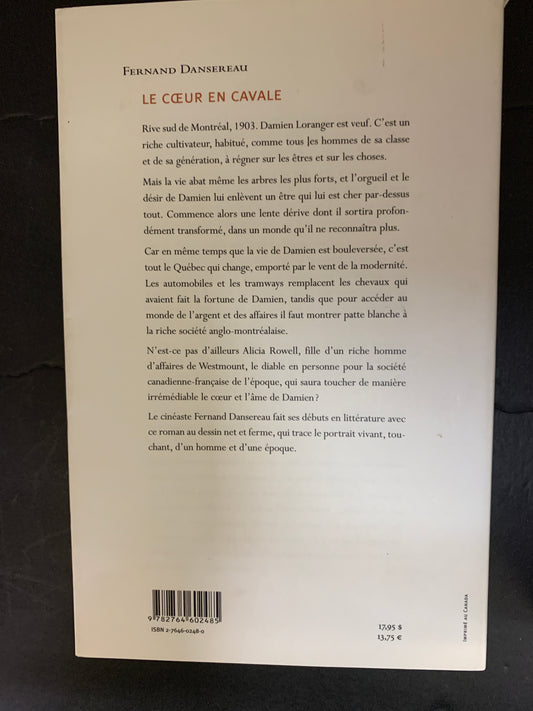 Fernand Dansereau
LE CŒUR EN CAVALE
Rive sud de Montréal, 1903. Damien Loranger est veuf. C'est un
riche cultivateur, habitué, comme tous les hommes de sa classe
et de sa génération, à régner sur les êtres et sur les choses.
Mais la vie abat même les arbres les plus forts, et l'orgueil et le
désir de Damien lui enlèvent un être qui lui est cher par-dessus
tout. Commence alors une lente dérive dont il sortira profon-
dément transformé, dans un monde qu'il ne reconnaîtra plus.
Car en même temps que la vie de Damien est bouleversée, c'est
tout le Québec qui change, emporté par le vent de la modernité.
Les automobiles et les tramways remplacent les chevaux qui
avaient fait la fortune de Damien, tandis que pour accéder au
monde de l'argent et des affaires il faut montrer patte blanche à
la riche société anglo-montréalaise.
N'est-ce pas d'ailleurs Alicia Rowell, fille d'un riche homme
d'affaires de Westmount, le diable en personne pour la société
canadienne-française de l'époque, qui saura toucher de manière
irrémédiable le cœur et l'âme de Damien ?
Le cinéaste Fernand Dansereau fait ses débuts en littérature avec
ce roman au dessin net et ferme, qui trace le portrait vivant, tou-
chant, d'un homme et d'une époque.
9 782764 602485
ISBN 2-7646-0248-0
17,95 $
13,75 €
Imprimé au Canada